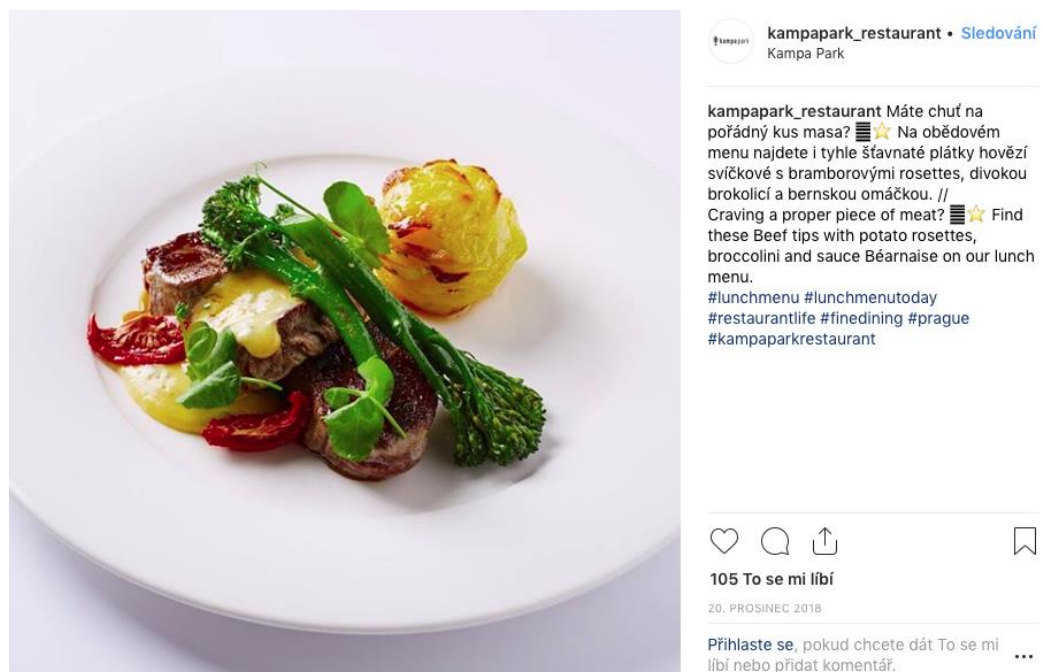 kampapark
kampapark_restaurant • Sledování
Kampa Park
kampapark_restaurant Máte chuť na
pořádný kus masa? 𝌆⭐ Na obědovém
menu najdete i tyhle šťavnaté plátky hovězí
svíčkové s bramborovými rosettes, divokou
brokolicí a bernskou omáčkou. //
Craving a proper piece of meat? 𝌆⭐ Find
these Beef tips with potato rosettes,
broccolini and sauce Béarnaise on our lunch
menu.
#lunchmenu #lunchmenutoday
#restaurantlife #finedining #prague
#kampaparkrestaurant
105 To se mi líbí
20. PROSINEC 2018
Přihlaste se, pokud chcete dát To se mi
líbí nebo přidat komentář.